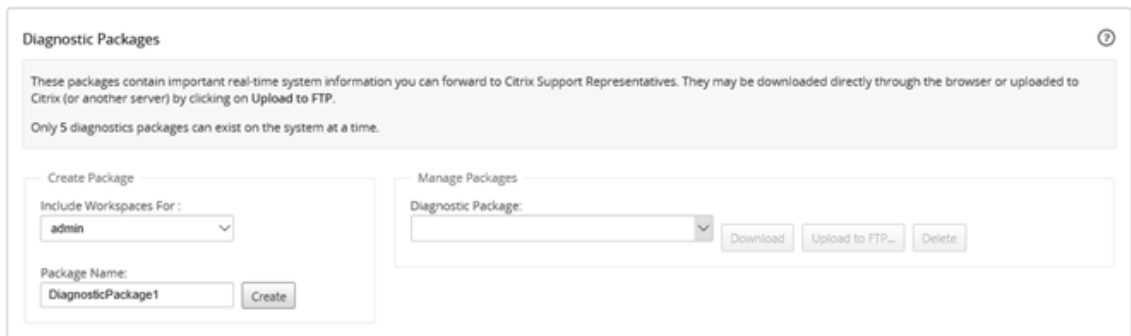 Diagnostic Packages
?
These packages contain important real-time system information you can forward to Citrix Support Representatives. They may be downloaded directly through the browser or uploaded to
Citrix (or another server) by clicking on Upload to FTP.
Only 5 diagnostics packages can exist on the system at a time.
Create Package
Include Workspaces For :
admin
Package Name:
DiagnosticPackage1
Create
Manage Packages
Diagnostic Package:
Download
Upload to FTP...
Delete